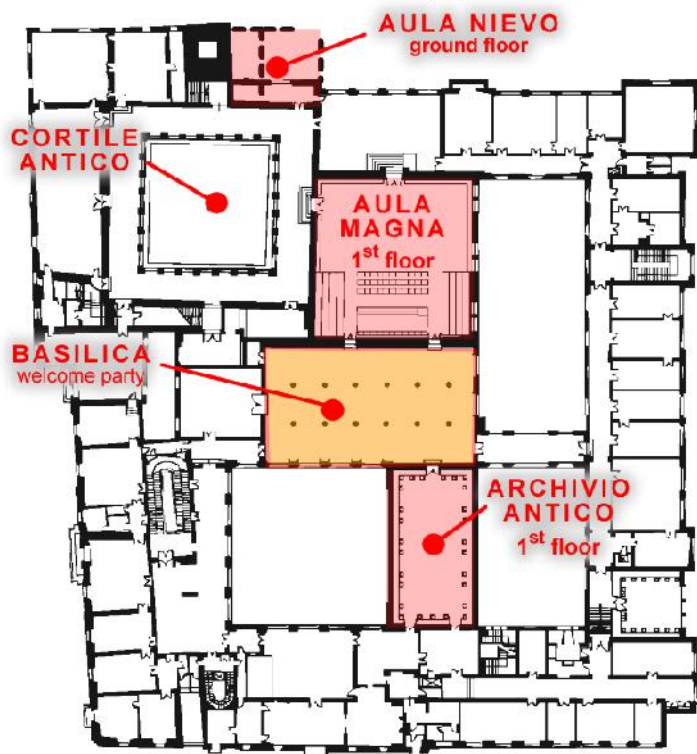 AULA NIEVO
ground floor
CORTILE
ANTICO
AULA
MAGNA
1st floor
BASILICA
welcome party
ARCHIVIO
ANTICO
1st floor